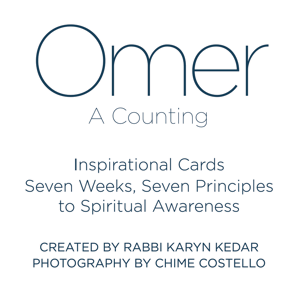 Omer
A Counting
Inspirational Cards
Seven Weeks, Seven Principles
to Spiritual Awareness
CREATED BY RABBI KARYN KEDAR
PHOTOGRAPHY BY CHIME COSTELLO